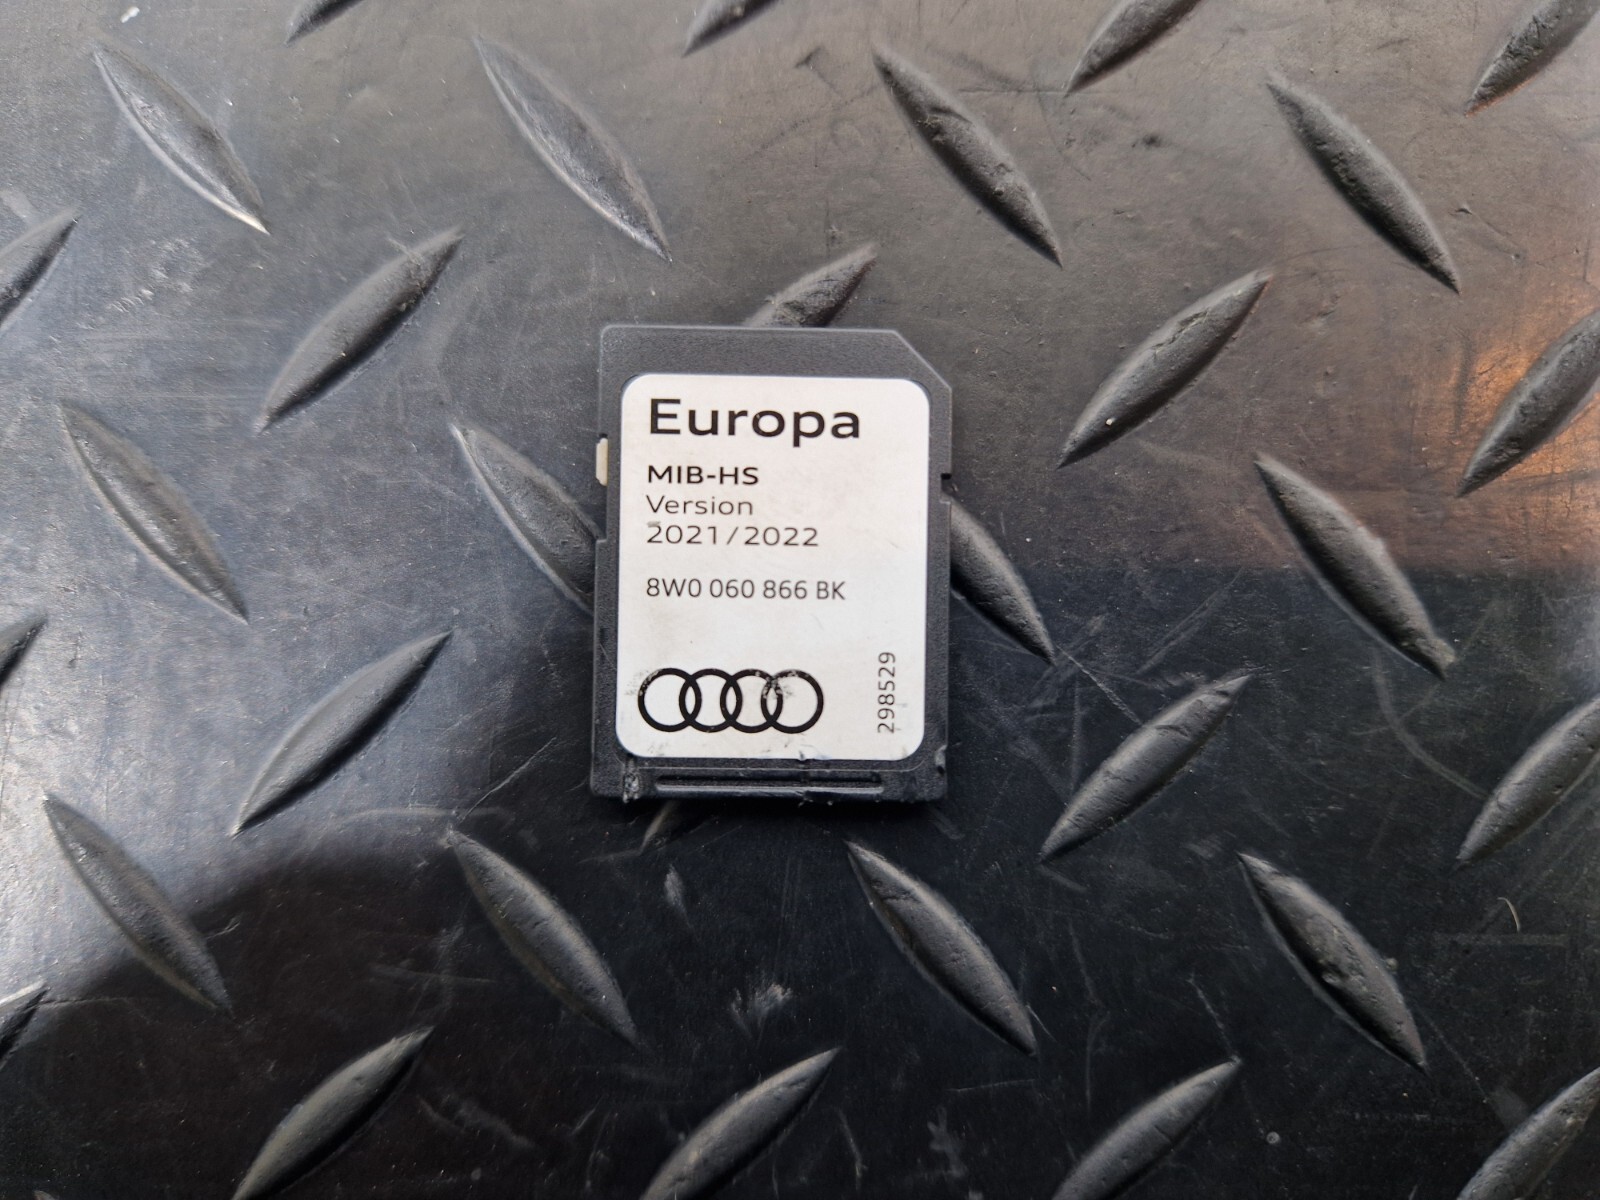 Europa
MIB-HS
Version
2021/2022
8W0 060 866 BK
298529